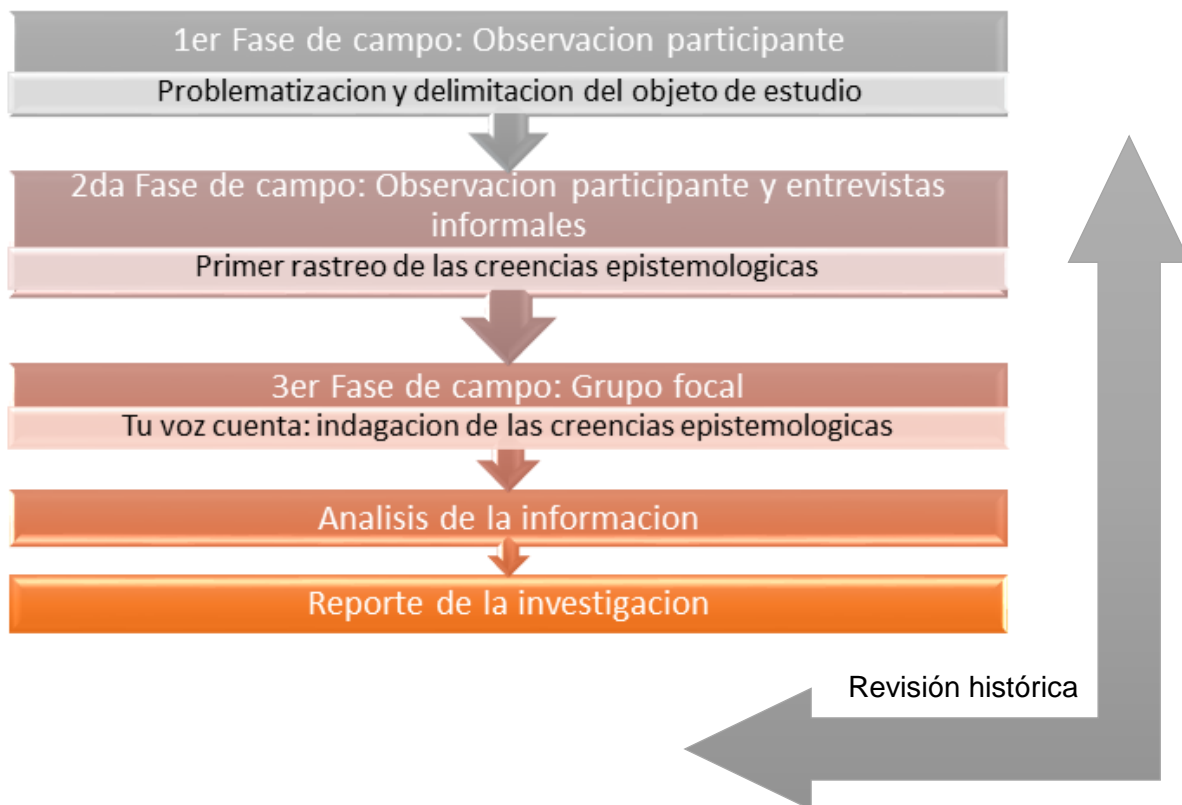 1er Fase de campo: Observacion participante
Problematizacion y delimitacion del objeto de estudio
2da Fase de campo: Observacion participante y entrevistas
informales
Primer rastreo de las creencias epistemologicas
3er Fase de campo: Grupo focal
Tu voz cuenta: indagacion de las creencias epistemologicas
Analisis de la informacion
Reporte de la investigacion
Revisión histórica